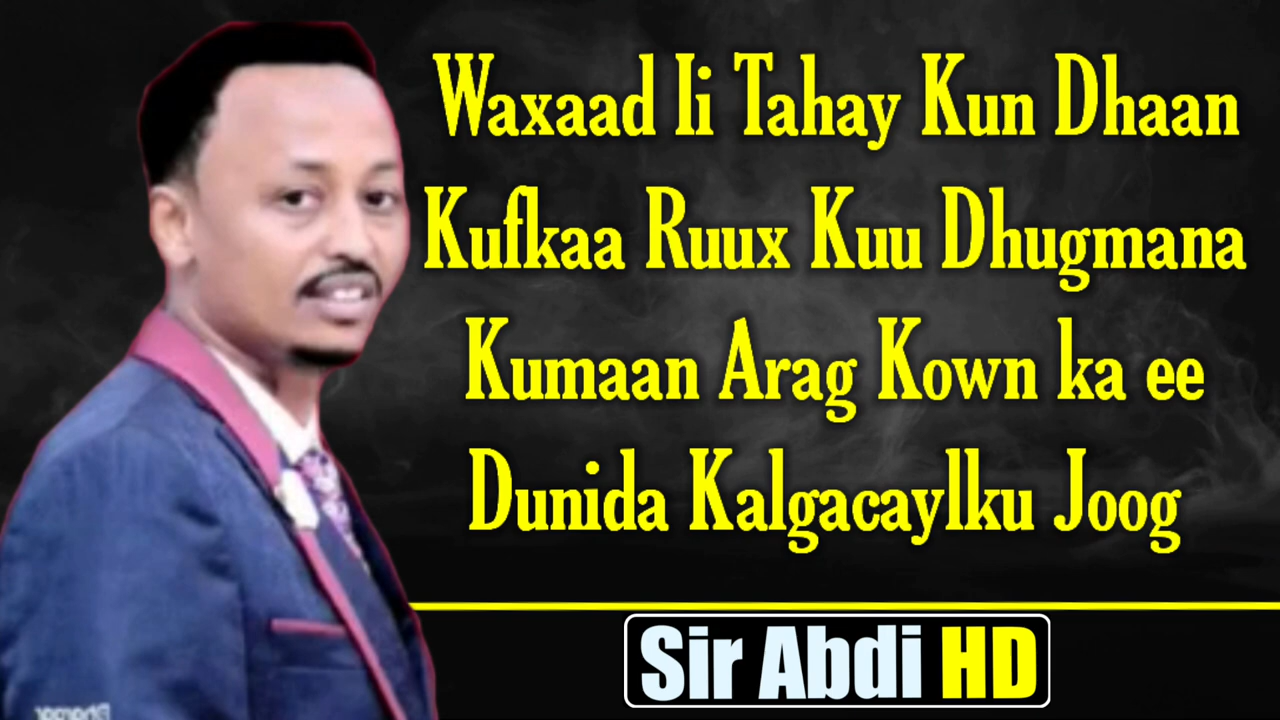 Waxaad Ii Tahay Kun Dhaan
Kufkaa Ruux Kuu Dhugmana
Kumaan Arag Kown ka ee
Dunida Kalgacaylku Joog
Sir Abdi HD